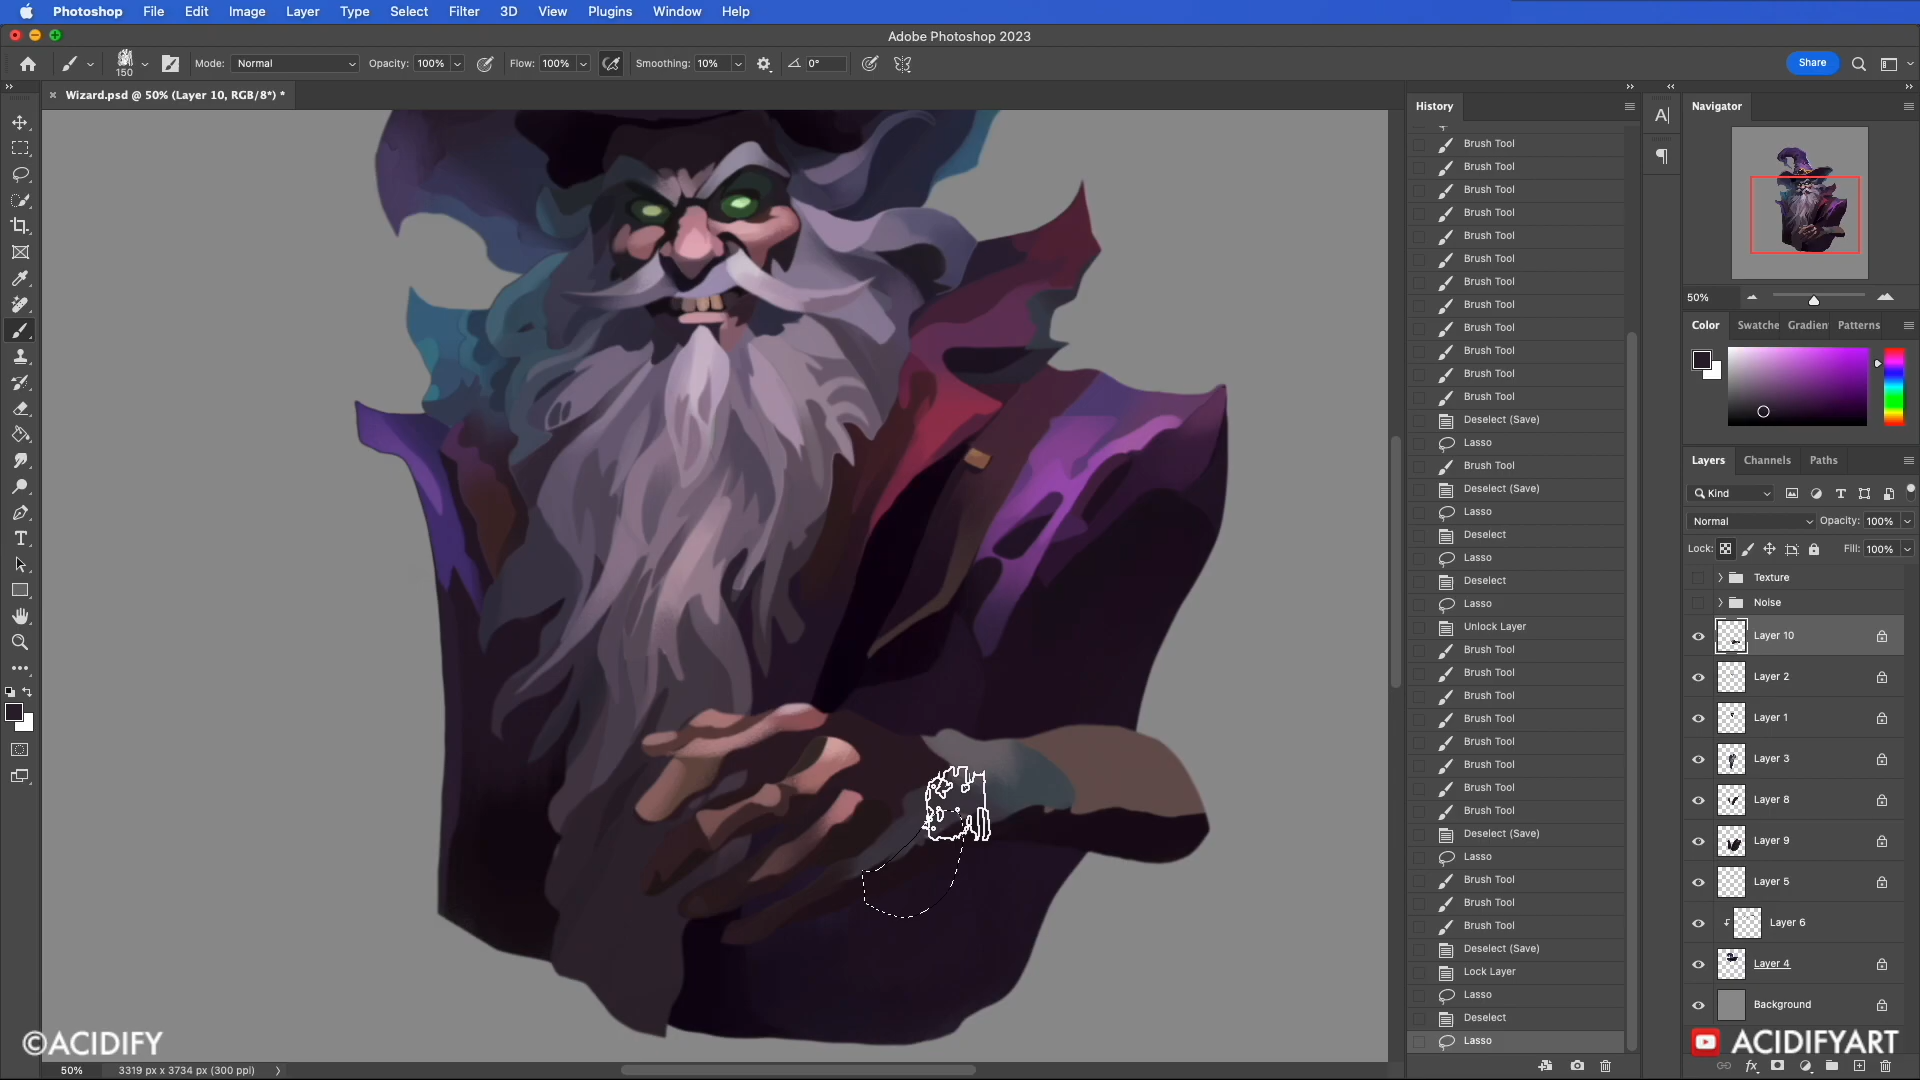 Photoshop File Edit Image Layer Type Select Filter 3D View Plugins Window Help
Adobe Photoshop 2023
150 Mode: Normal Opacity: 100% Flow: 100% Smoothing: 10% 0° Share
Wizard.psd @ 50% (Layer 10, RGB/8*) *
History
Brush Tool
Brush Tool
Brush Tool
Brush Tool
Brush Tool
Brush Tool
Brush Tool
Brush Tool
Brush Tool
Brush Tool
Brush Tool
Brush Tool
Deselect (Save)
Lasso
Brush Tool
Deselect (Save)
Lasso
Deselect
Lasso
Deselect
Lasso
Unlock Layer
Brush Tool
Brush Tool
Brush Tool
Brush Tool
Brush Tool
Brush Tool
Brush Tool
Brush Tool
Deselect (Save)
Lasso
Brush Tool
Brush Tool
Brush Tool
Deselect (Save)
Lock Layer
Lasso
Deselect
Lasso
Navigator
50%
Color Swatche Gradien Patterns
Layers Channels Paths
Kind
Normal Opacity: 100%
Lock: Fill: 100%
Texture
Noise
Layer 10
Layer 2
Layer 1
Layer 3
Layer 8
Layer 9
Layer 5
Layer 6
Layer 4
Background
©ACIDIFY
ACIDIFYART
50% 3319 px x 3734 px (300 ppi)